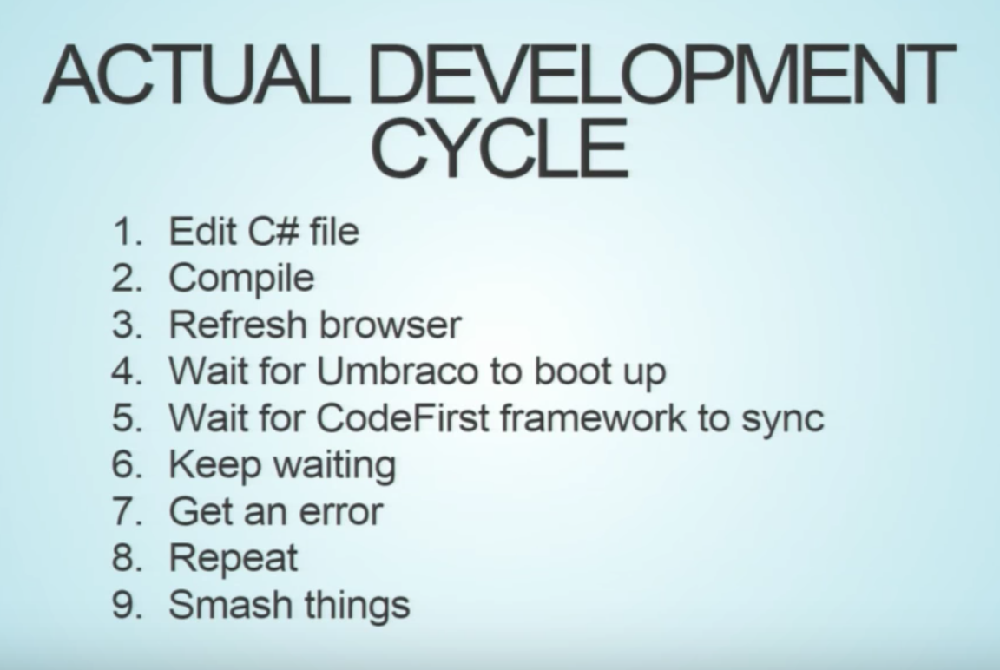 ACTUAL DEVELOPMENT
CYCLE
1. Edit C# file
2. Compile
3. Refresh browser
4. Wait for Umbraco to boot up
5. Wait for CodeFirst framework to sync
6. Keep waiting
7. Get an error
8. Repeat
9. Smash things